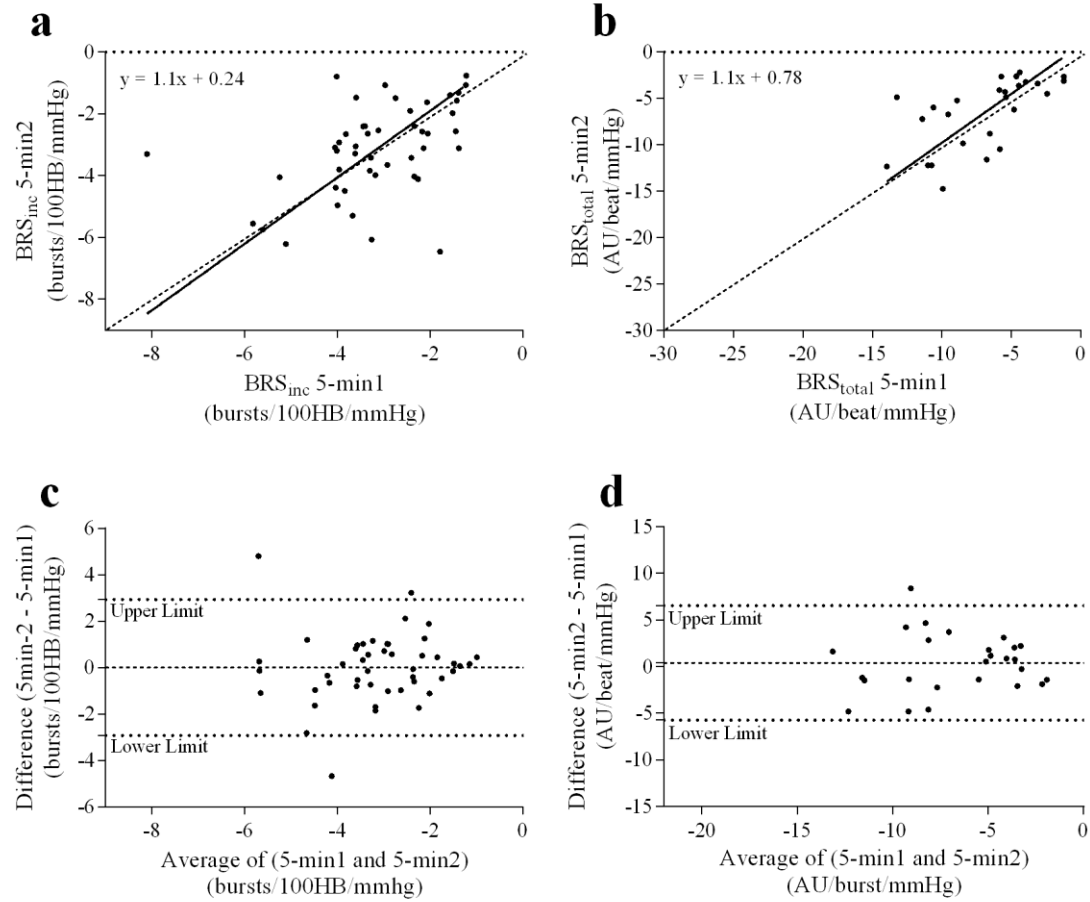 a
0
-2
-4
-6
-8
y = 1.1x + 0.24
BRSinc 5-min2
(bursts/100HB/mmHg)
-8 -6 -4 -2 0
BRSinc 5-min1
(bursts/100HB/mmHg)
b
0
-5
-10
-15
-20
-25
-30
y = 1.1x + 0.78
BRStotal 5-min2
(AU/beat/mmHg)
-30 -25 -20 -15 -10 -5 0
BRStotal 5-min1
(AU/beat/mmHg)
c
6
4
2
0
-2
-4
-6
Upper Limit
Lower Limit
Difference (5min-2 - 5-min1)
(bursts/100HB/mmHg)
-8 -6 -4 -2 0
Average of (5-min1 and 5-min2)
(bursts/100HB/mmhg)
d
15
10
5
0
-5
-10
-15
Upper Limit
Lower Limit
Difference (5-min2 - 5-min1)
(AU/beat/mmHg)
-20 -15 -10 -5 0
Average of (5-min1 and 5-min2)
(AU/burst/mmHg)